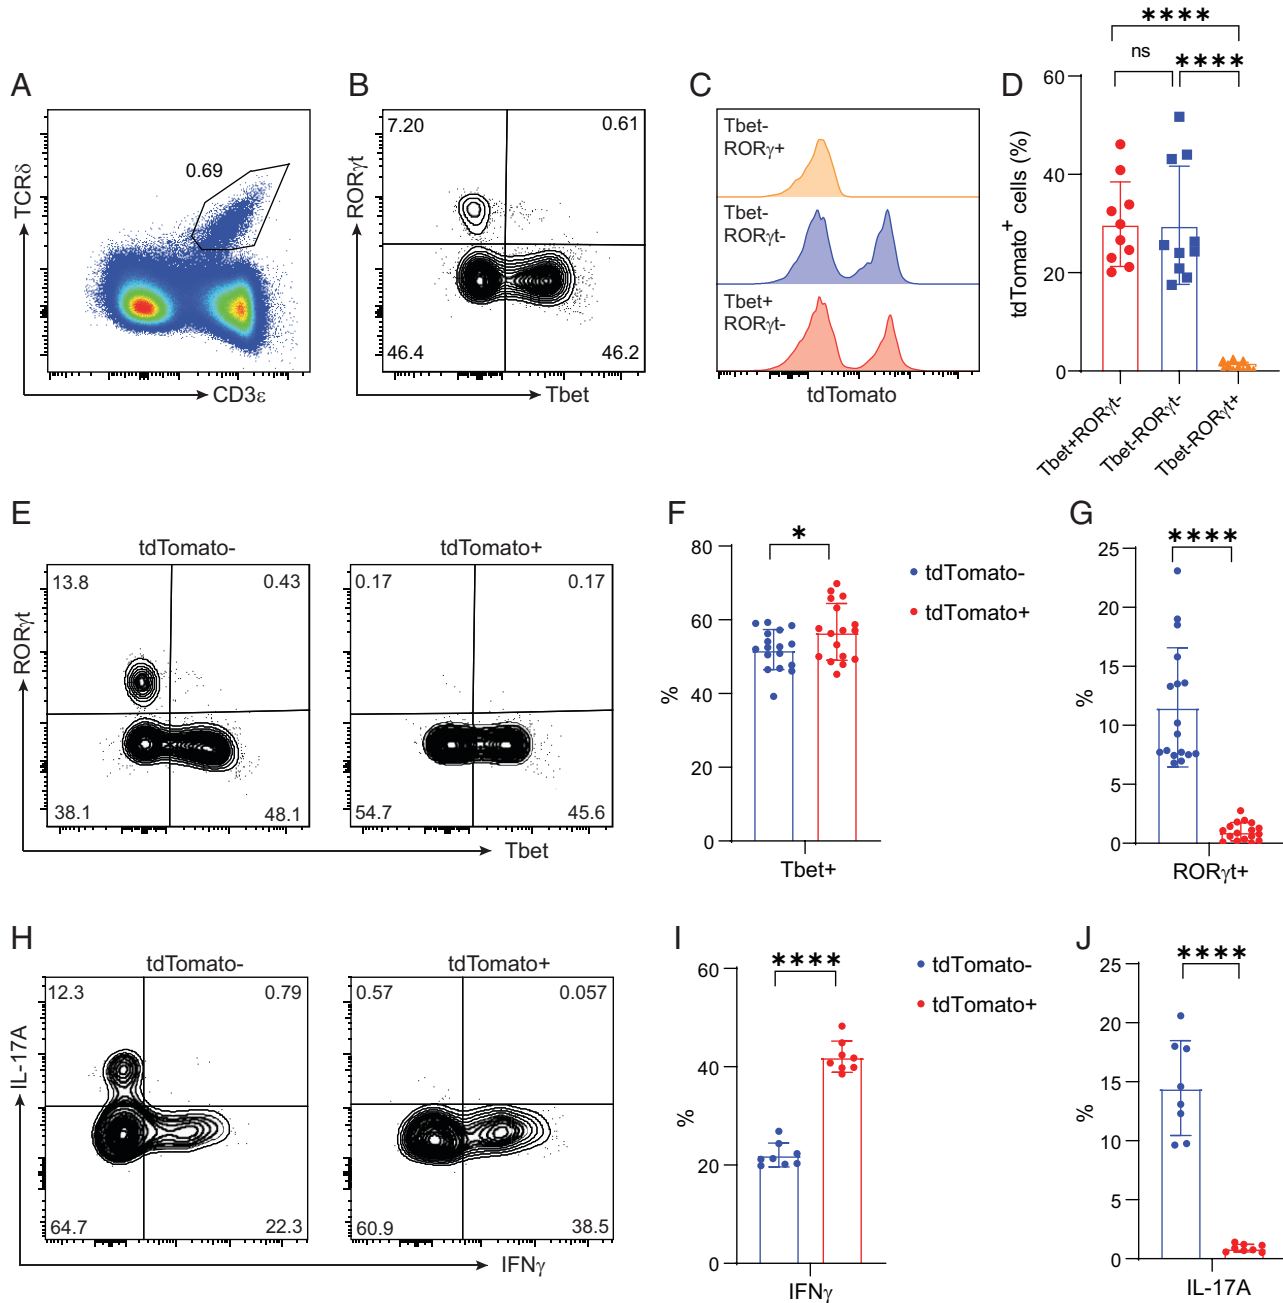 A
0.69
TCRδ
CD3ε
B
7.20
0.61
46.4
46.2
RORγt
Tbet
C
Tbet-
RORγ+
Tbet-
RORγt-
Tbet+
RORγt-
tdTomato
D
****
ns
****
60
40
20
0
tdTomato+ cells (%)
Tbet+RORγt-
Tbet-RORγt-
Tbet-RORγt+
E
tdTomato-
tdTomato+
13.8
0.43
38.1
48.1
0.17
0.17
54.7
45.6
RORγt
Tbet
F
*
80
60
40
20
0
%
Tbet+
tdTomato-
tdTomato+
G
****
25
20
15
10
5
0
%
RORγt+
H
tdTomato-
tdTomato+
12.3
0.79
64.7
22.3
0.57
0.057
60.9
38.5
IL-17A
IFNγ
I
****
60
40
20
0
%
IFNγ
tdTomato-
tdTomato+
J
****
25
20
15
10
5
0
%
IL-17A